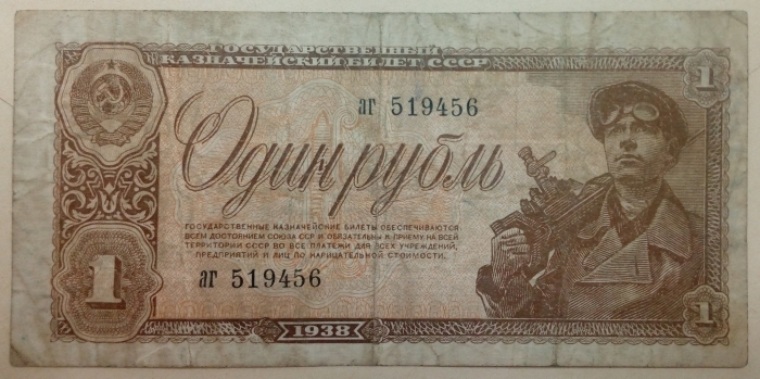 ГОСУДАРСТВЕННЫЙ
КАЗНАЧЕЙСКИЙ БИЛЕТ СССР
1
аг 519456
Один рубль
ГОСУДАРСТВЕННЫЕ КАЗНАЧЕЙСКИЕ БИЛЕТЫ ОБЕСПЕЧИВАЮТСЯ
ВСЕМ ДОСТОЯНИЕМ СОЮЗА ССР И ОБЯЗАТЕЛЬНЫ К ПРИЕМУ НА ВСЕЙ
ТЕРРИТОРИИ СССР ВО ВСЕ ПЛАТЕЖИ ДЛЯ ВСЕХ УЧРЕЖДЕНИЙ,
ПРЕДПРИЯТИЙ И ЛИЦ ПО НАРИЦАТЕЛЬНОЙ СТОИМОСТИ.
аг 519456
1
1938
1